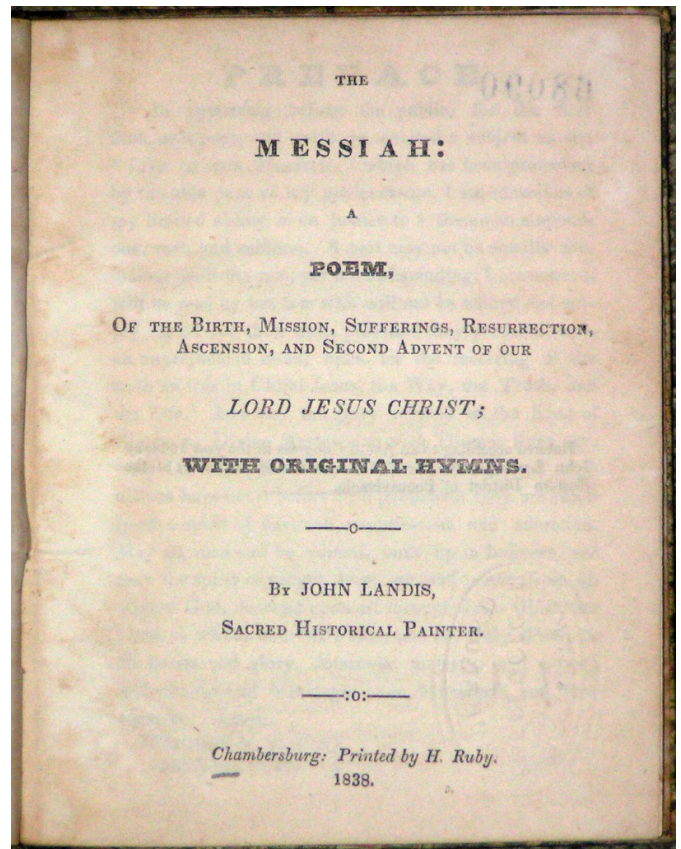 THE
MESSIAH:
A
POEM,
OF THE BIRTH, MISSION, SUFFERINGS, RESURRECTION,
ASCENSION, AND SECOND ADVENT OF OUR
LORD JESUS CHRIST;
WITH ORIGINAL HYMNS.
o
BY JOHN LANDIS,
SACRED HISTORICAL PAINTER.
:o:
Chambersburg: Printed by H. Ruby.
1838.